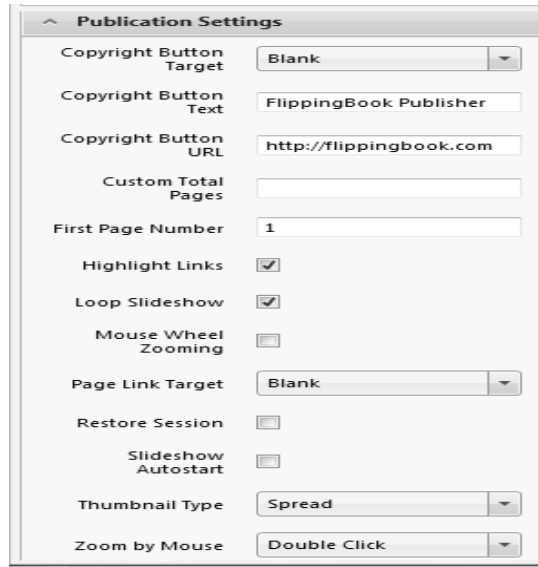 Publication Settings
Copyright Button
Target
Blank
Copyright Button
Text
FlippingBook Publisher
Copyright Button
URL
http://flippingbook.com
Custom Total
Pages
First Page Number
1
Highlight Links
Loop Slideshow
Mouse Wheel
Zooming
Page Link Target
Blank
Restore Session
Slideshow
Autostart
Thumbnail Type
Spread
Zoom by Mouse
Double Click